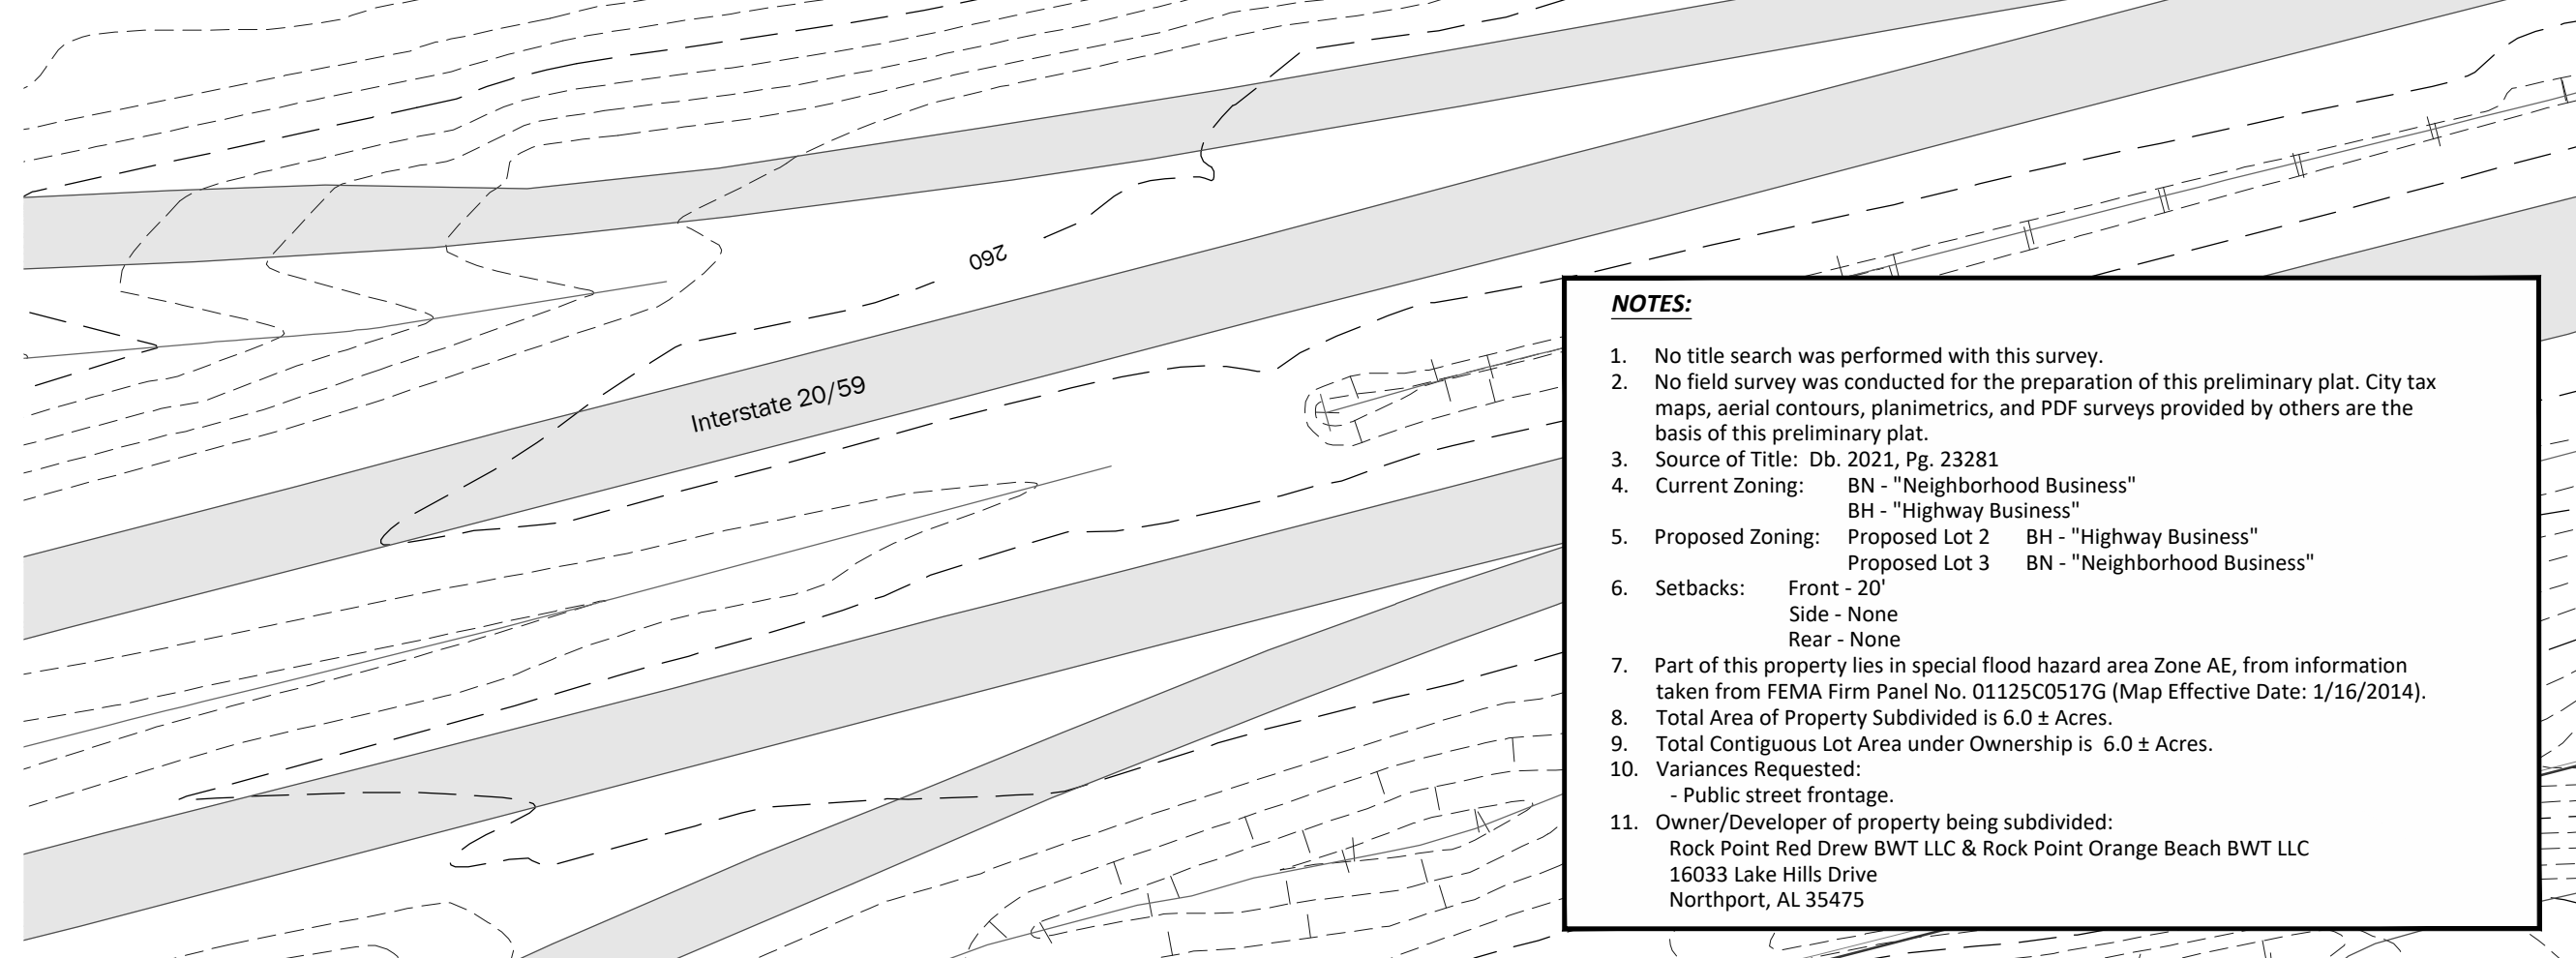 260
Interstate 20/59
NOTES:
1. No title search was performed with this survey.
2. No field survey was conducted for the preparation of this preliminary plat. City tax
maps, aerial contours, planimetrics, and PDF surveys provided by others are the
basis of this preliminary plat.
3. Source of Title: Db. 2021, Pg. 23281
4. Current Zoning: BN - "Neighborhood Business"
BH - "Highway Business"
5. Proposed Zoning: Proposed Lot 2 BH - "Highway Business"
Proposed Lot 3 BN - "Neighborhood Business"
6. Setbacks: Front - 20'
Side - None
Rear - None
7. Part of this property lies in special flood hazard area Zone AE, from information
taken from FEMA Firm Panel No. 01125C0517G (Map Effective Date: 1/16/2014).
8. Total Area of Property Subdivided is 6.0 ± Acres.
9. Total Contiguous Lot Area under Ownership is 6.0 ± Acres.
10. Variances Requested:
- Public street frontage.
11. Owner/Developer of property being subdivided:
Rock Point Red Drew BWT LLC & Rock Point Orange Beach BWT LLC
16033 Lake Hills Drive
Northport, AL 35475